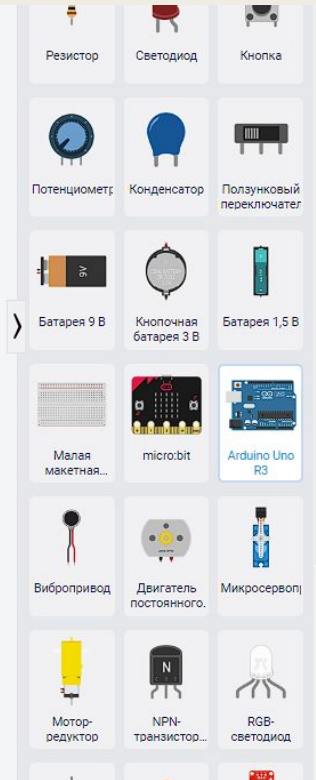 Резистор
Светодиод
Кнопка
Потенциометр
Конденсатор
Ползунковый
переключател
9V
Батарея 9 В
Кнопочная
батарея 3 В
Батарея 1,5 В
Малая
макетная...
micro:bit
Arduino Uno
R3
Вибропривод
Двигатель
постоянного.
Микросервопр
N
Мотор-
редуктор
NPN-
транзистор...
RGB-
светодиод